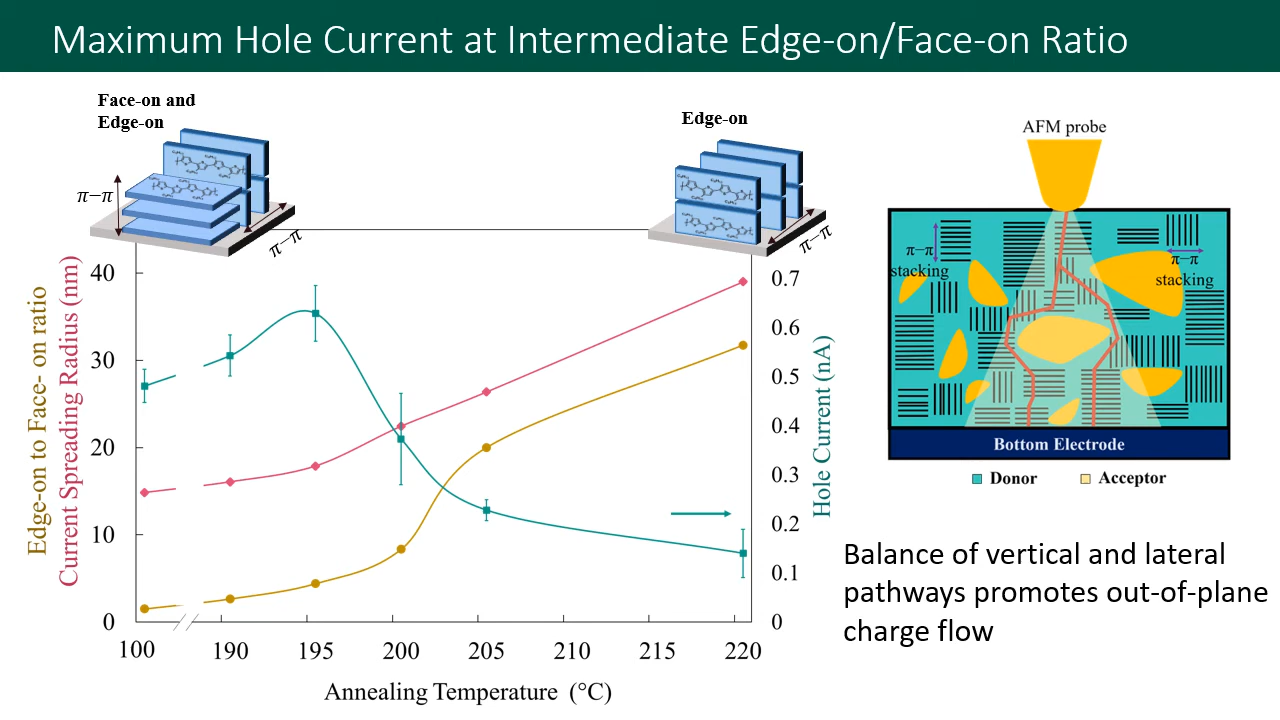 Maximum Hole Current at Intermediate Edge-on/Face-on Ratio
Face-on and
Edge-on
π−π
π−π
Edge-on
π−π
AFM probe
π−π
stacking
π−π
stacking
Bottom Electrode
Donor
Acceptor
Edge-on to Face- on ratio
Current Spreading Radius (nm)
40
30
20
10
0
0.7
0.6
0.5
0.4
0.3
0.2
0.1
0
Hole Current (nA)
100
190
195
200
205
210
215
220
Annealing Temperature (°C)
Balance of vertical and lateral
pathways promotes out-of-plane
charge flow